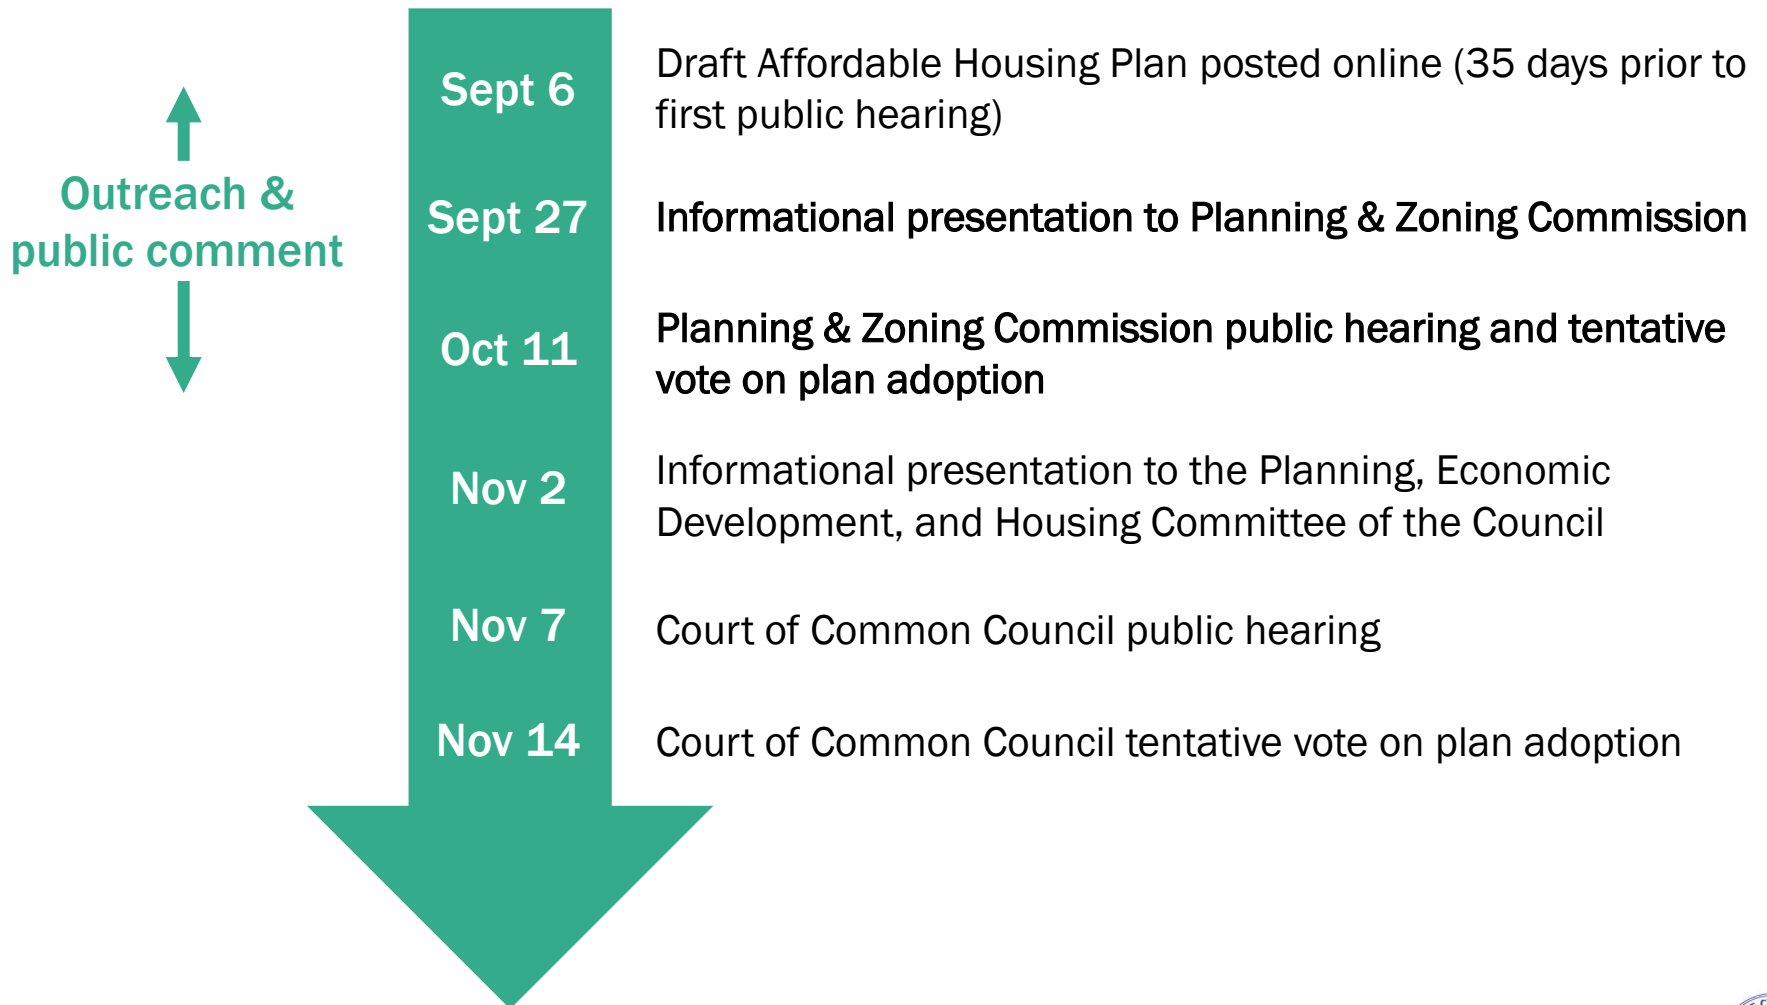 Outreach &
public comment
Sept 6
Draft Affordable Housing Plan posted online (35 days prior to
first public hearing)
Sept 27
Informational presentation to Planning & Zoning Commission
Oct 11
Planning & Zoning Commission public hearing and tentative
vote on plan adoption
Nov 2
Informational presentation to the Planning, Economic
Development, and Housing Committee of the Council
Nov 7
Court of Common Council public hearing
Nov 14
Court of Common Council tentative vote on plan adoption